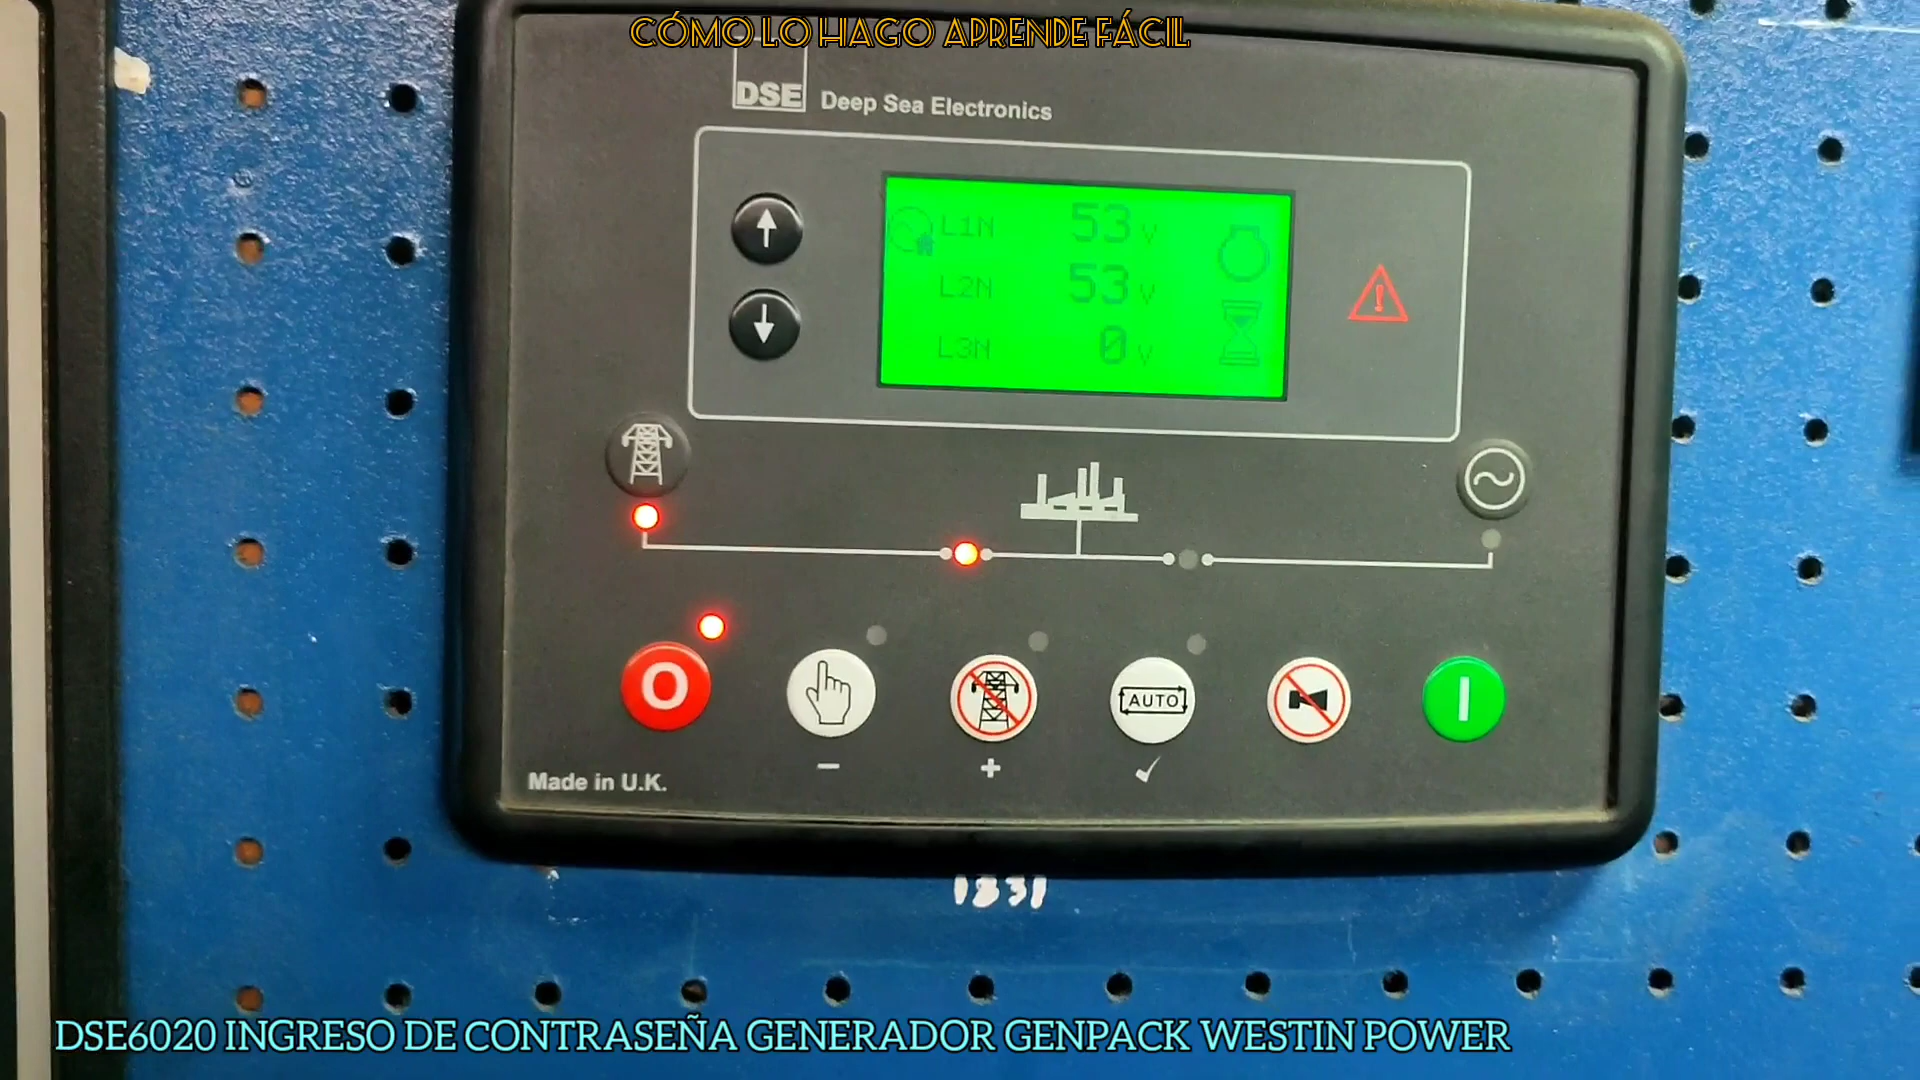 CÓMO LO HAGO APRENDE FÁCIL
DSE Deep Sea Electronics
L1N 53 V
L2N 53 V
L3N 0 V
O
AUTO
I
− + ✓
Made in U.K.
1831
DSE6020 INGRESO DE CONTRASEÑA GENERADOR GENPACK WESTIN POWER